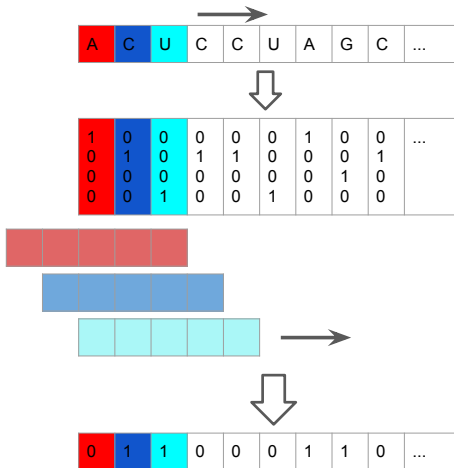 A C U C C U A G C ...
1 0 0 0 0 0 1 0 0 ...
0 1 0 1 1 0 0 0 1
0 0 0 0 0 0 0 1 0
0 0 1 0 0 1 0 0 0
0 1 1 0 0 0 1 1 0 ...